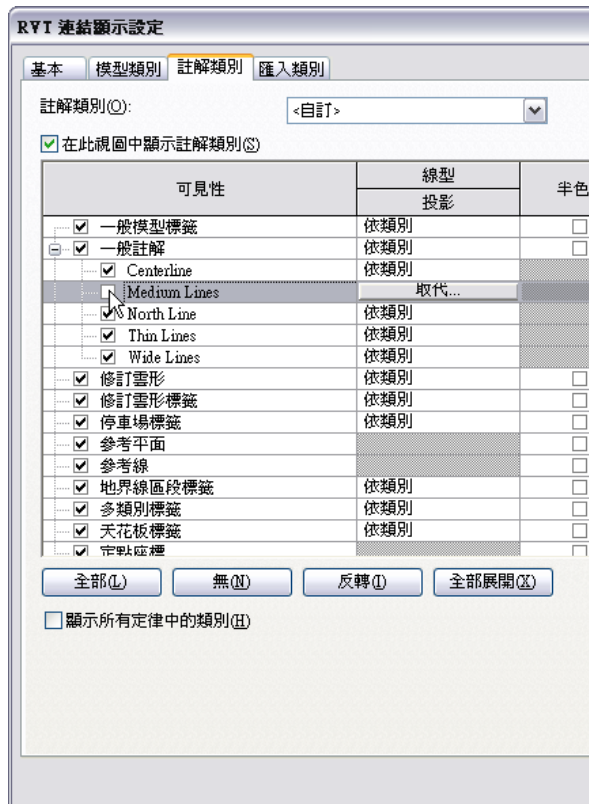 RVT 連結顯示設定
基本 模型類別 註解類別 匯入類別
註解類別(O): <自訂>
在此視圖中顯示註解類別(S)
可見性 線型 半色
投影
一般模型標籤 依類別
一般註解 依類別
Centerline 依類別
Medium Lines 取代...
North Line 依類別
Thin Lines 依類別
Wide Lines 依類別
修訂雲形 依類別
修訂雲形標籤 依類別
停車場標籤 依類別
參考平面
參考線
地界線區段標籤 依類別
多類別標籤 依類別
天花板標籤 依類別
定點座標
全部(L) 無(N) 反轉(I) 全部展開(X)
顯示所有定律中的類別(H)